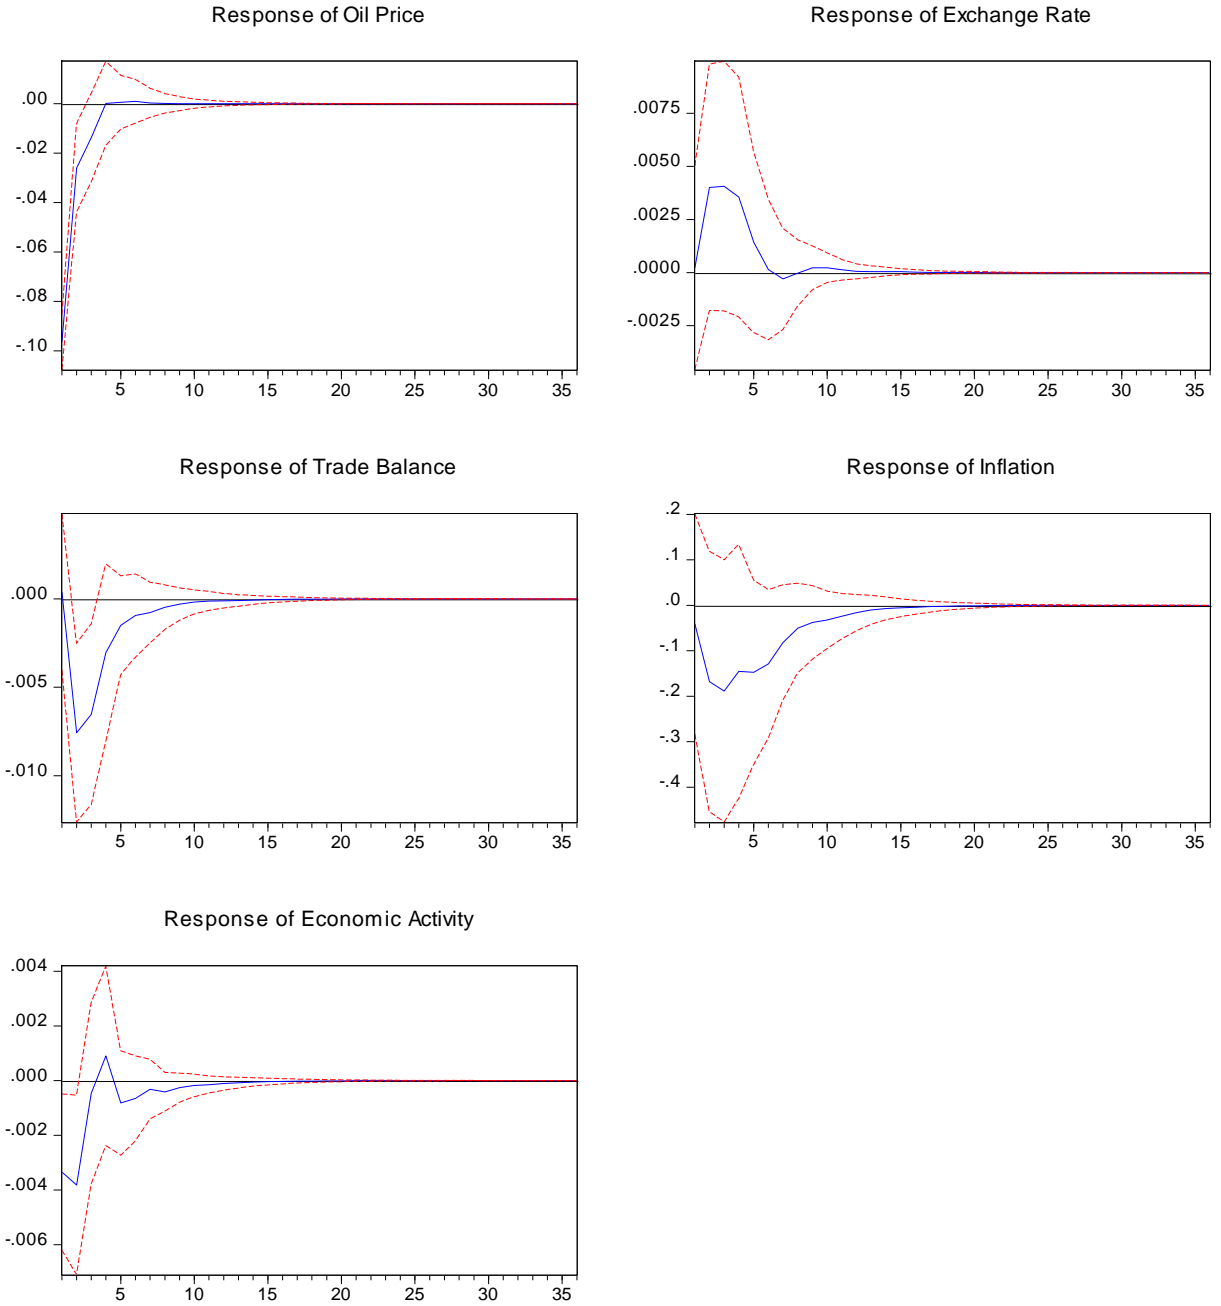 Response of Oil Price
.00
-.02
-.04
-.06
-.08
-.10
5 10 15 20 25 30 35
Response of Exchange Rate
.0075
.0050
.0025
.0000
-.0025
5 10 15 20 25 30 35
Response of Trade Balance
.000
-.005
-.010
5 10 15 20 25 30 35
Response of Inflation
.2
.1
.0
-.1
-.2
-.3
-.4
5 10 15 20 25 30 35
Response of Economic Activity
.004
.002
.000
-.002
-.004
-.006
5 10 15 20 25 30 35